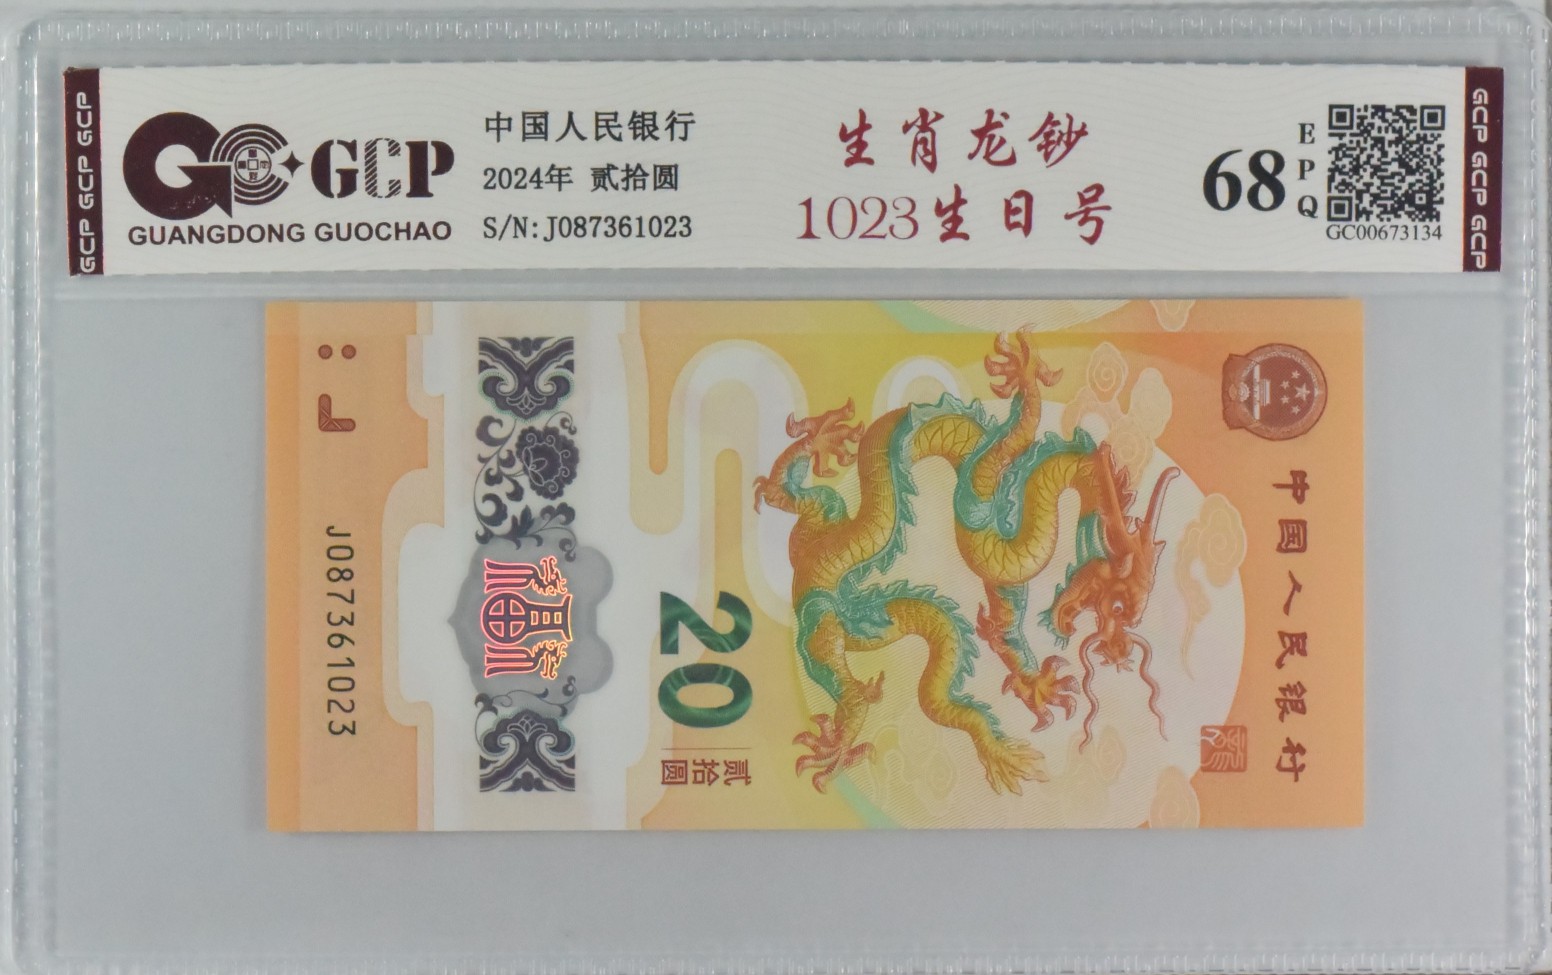 GCP GCP GCP
GCP
GUANGDONG GUOCHAO
中国人民银行
2024年 贰拾圆
S/N:J087361023
生肖龙钞
1023生日号
68
EPQ
GC00673134
GCP GCP GCP
中国人民银行
20
贰拾圆
J087361023